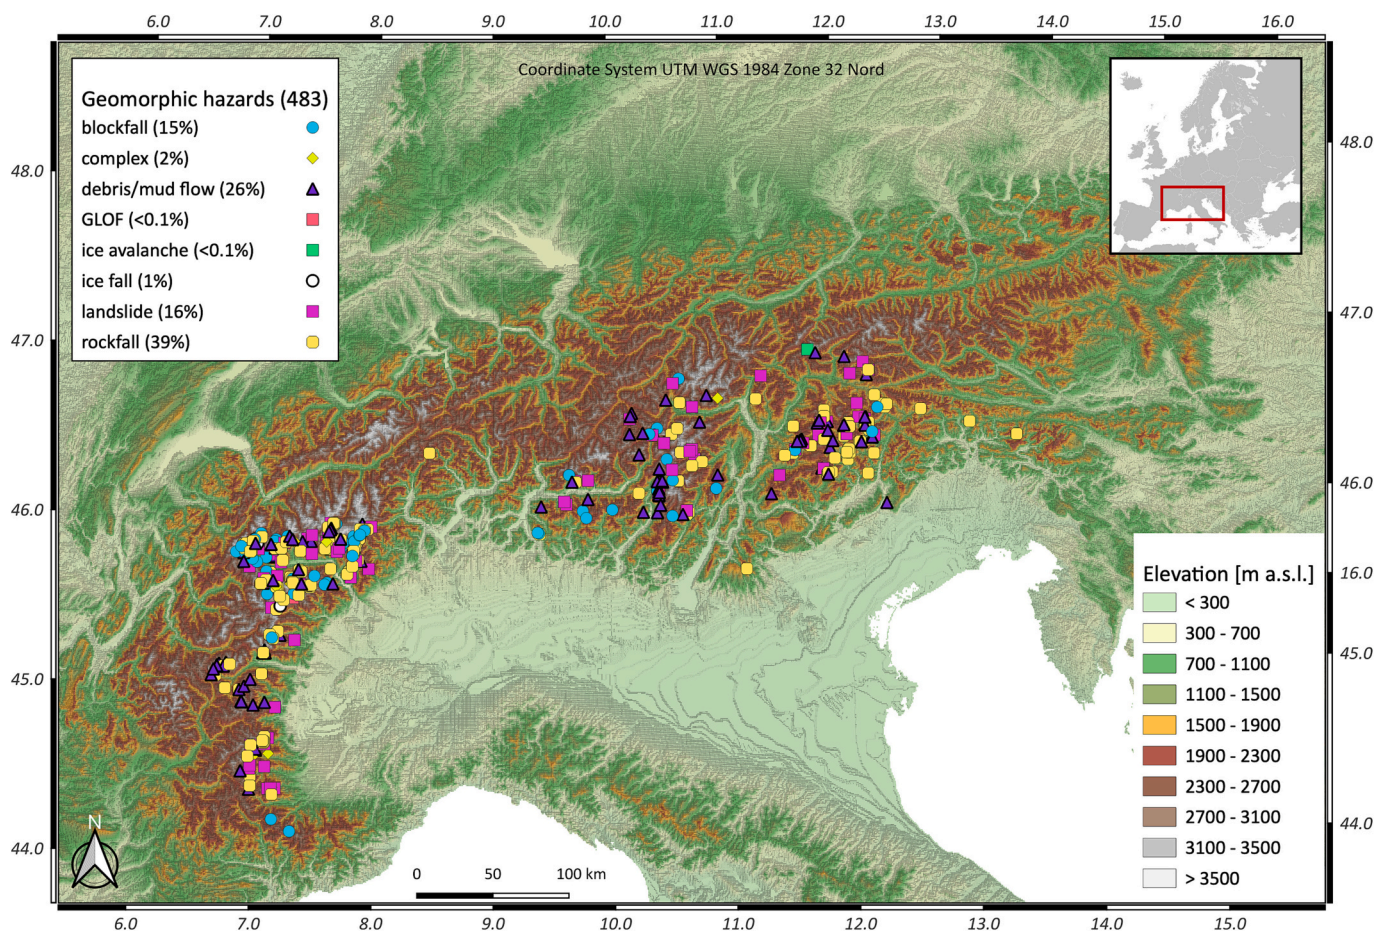 6.0 7.0 8.0 9.0 10.0 11.0 12.0 13.0 14.0 15.0 16.0
Coordinate System UTM WGS 1984 Zone 32 Nord
Geomorphic hazards (483)
blockfall (15%)
complex (2%)
debris/mud flow (26%)
GLOF (<0.1%)
ice avalanche (<0.1%)
ice fall (1%)
landslide (16%)
rockfall (39%)
48.0
47.0
46.0
45.0
44.0
48.0
47.0
46.0
16.0
45.0
44.0
Elevation [m a.s.l.]
< 300
300 - 700
700 - 1100
1100 - 1500
1500 - 1900
1900 - 2300
2300 - 2700
2700 - 3100
3100 - 3500
> 3500
N
0 50 100 km
6.0 7.0 8.0 9.0 10.0 11.0 12.0 13.0 14.0 15.0